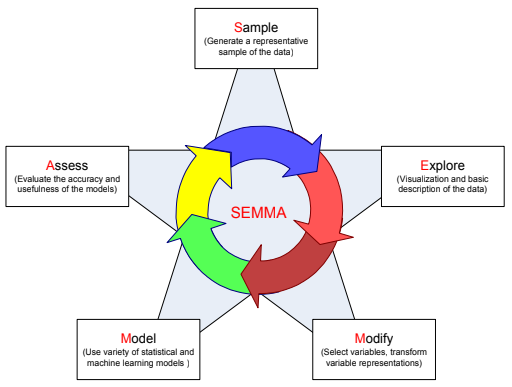 Sample
(Generate a representative
sample of the data)
Assess
(Evaluate the accuracy and
usefulness of the models)
Explore
(Visualization and basic
description of the data)
SEMMA
Model
(Use variety of statistical and
machine learning models )
Modify
(Select variables, transform
variable representations)